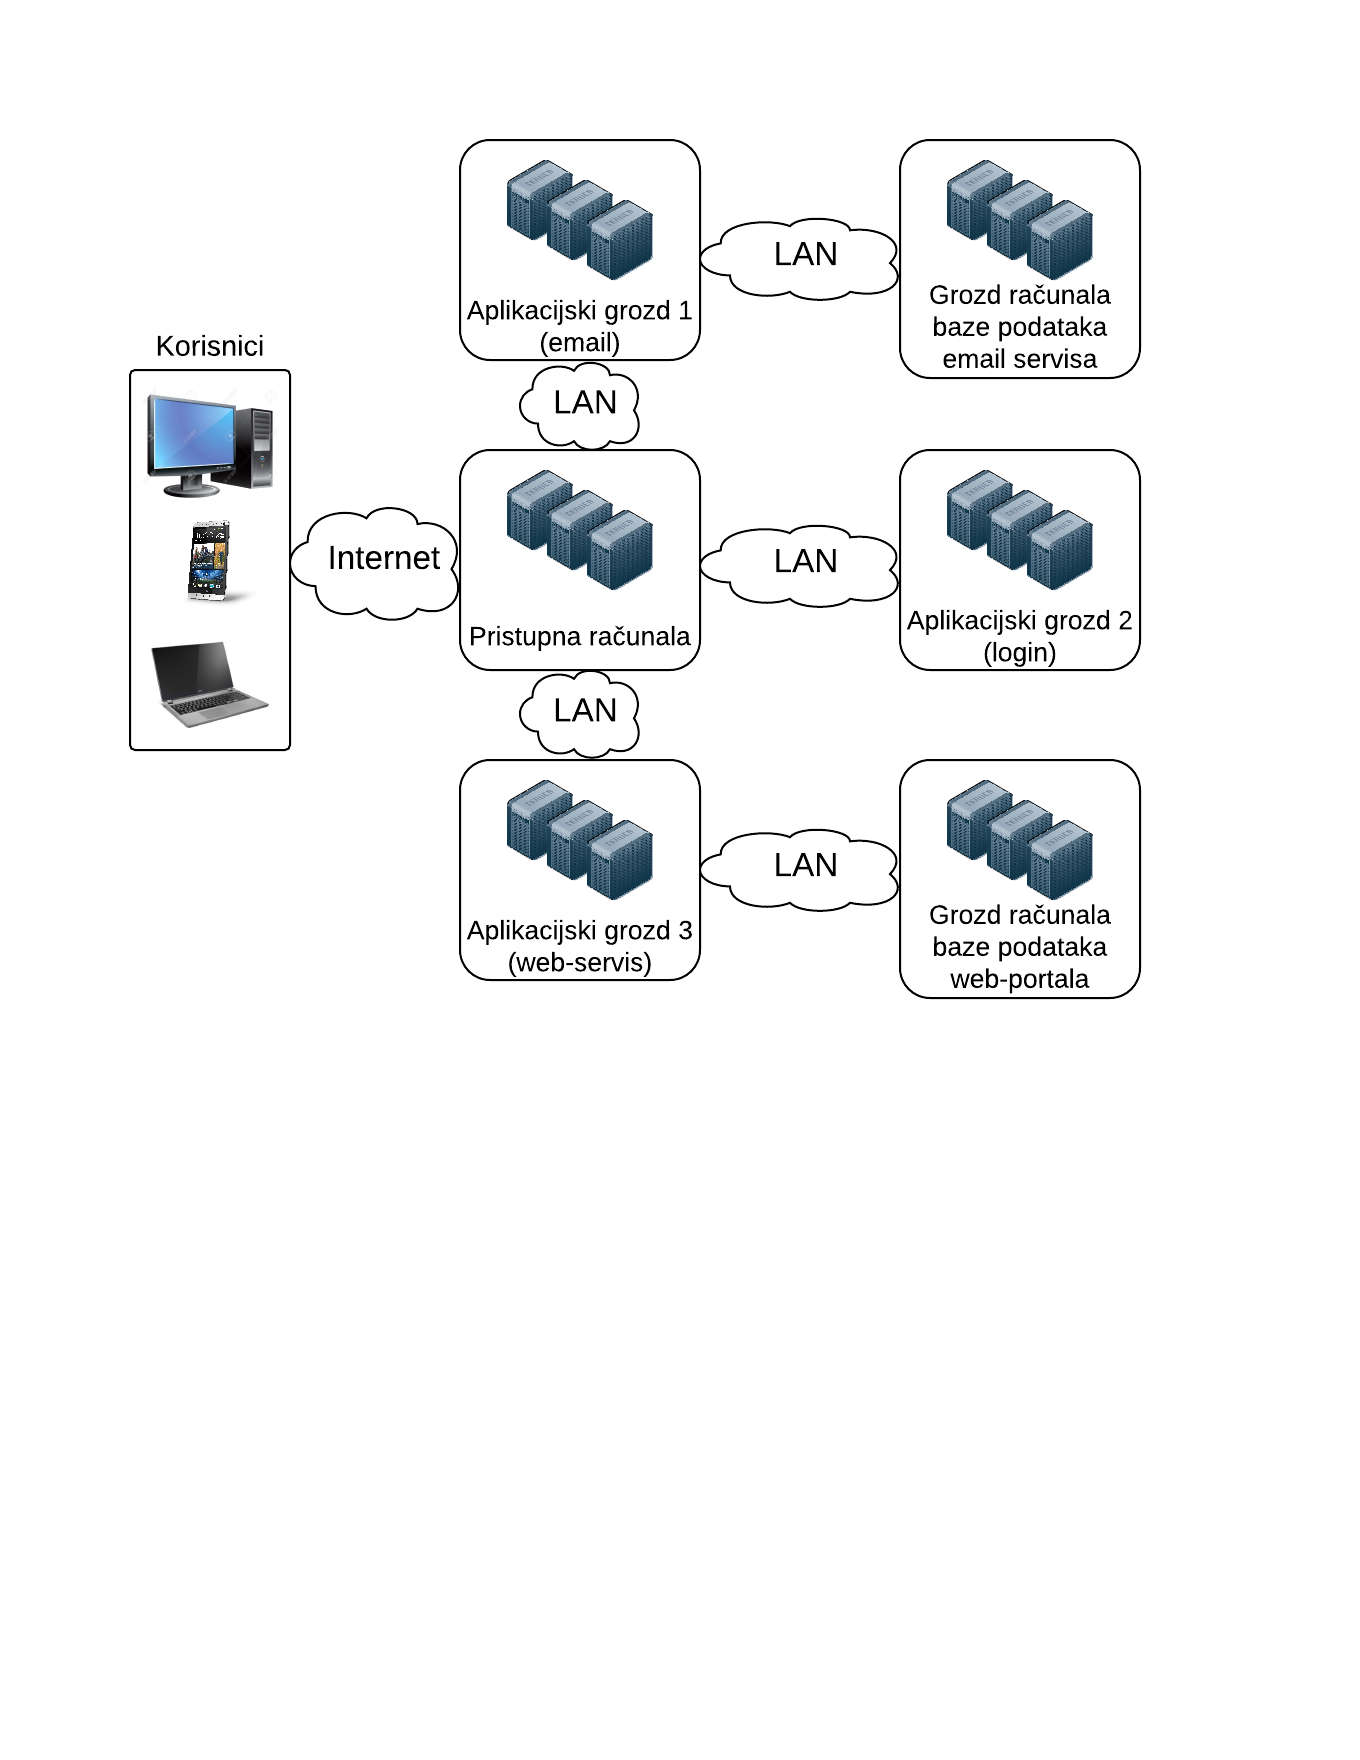 Korisnici
Internet
Aplikacijski grozd 1
(email)
LAN
Grozd računala
baze podataka
email servisa
LAN
Pristupna računala
LAN
Aplikacijski grozd 2
(login)
LAN
Aplikacijski grozd 3
(web-servis)
LAN
Grozd računala
baze podataka
web-portala